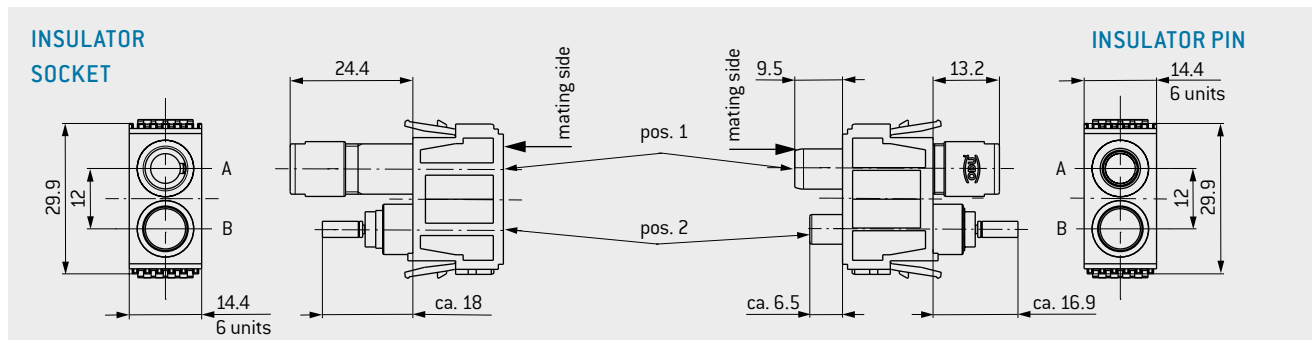 INSULATOR
SOCKET
INSULATOR PIN
24.4
mating side
9.5
mating side
13.2
14.4
6 units
pos. 1
A
A
29.9
12
12
29.9
B
B
pos. 2
14.4
6 units
ca. 18
ca. 6.5
ca. 16.9